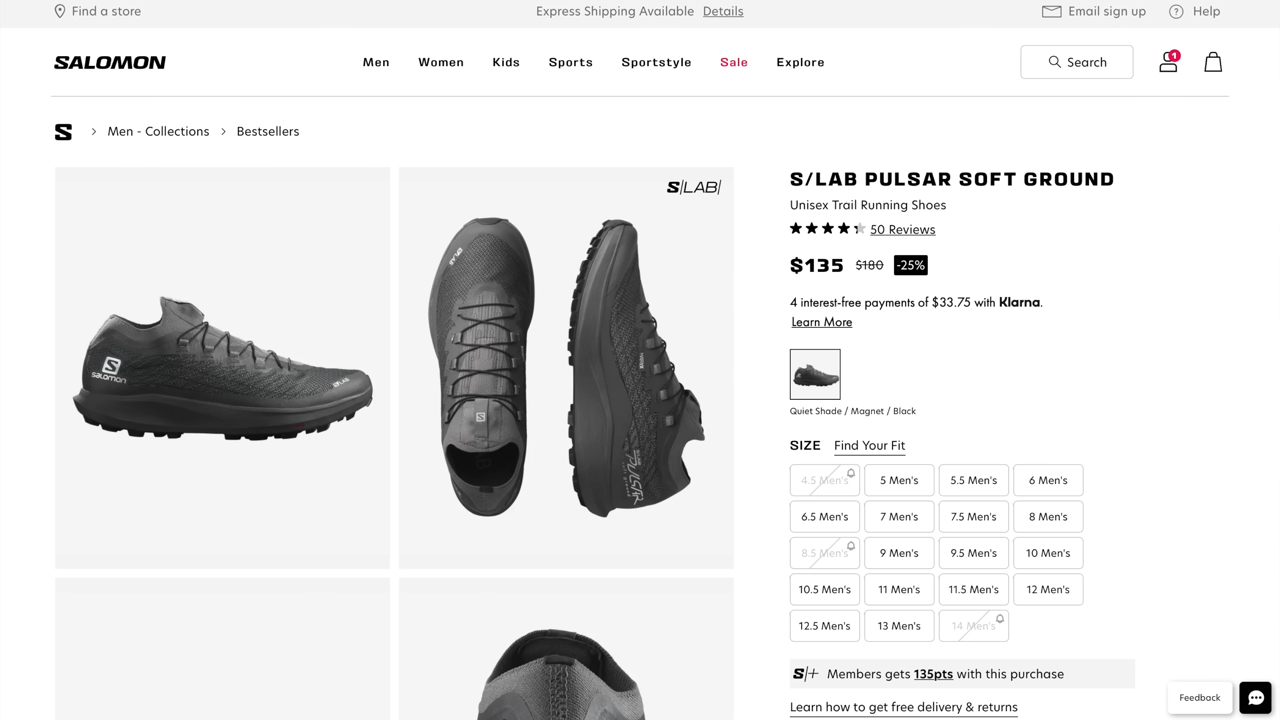 Find a store
Express Shipping Available Details
Email sign up
Help
SALOMON
Men Women Kids Sports Sportstyle Sale Explore
Search
1
Men - Collections > Bestsellers
S/LAB
S/LAB PULSAR SOFT GROUND
Unisex Trail Running Shoes
50 Reviews
$135 $180 -25%
4 interest-free payments of $33.75 with Klarna.
Learn More
salomon
PULSAR
Quiet Shade / Magnet / Black
SIZE Find Your Fit
4.5 Men's 5 Men's 5.5 Men's 6 Men's
6.5 Men's 7 Men's 7.5 Men's 8 Men's
8.5 Men's 9 Men's 9.5 Men's 10 Men's
10.5 Men's 11 Men's 11.5 Men's 12 Men's
12.5 Men's 13 Men's 14 Men's
S/+ Members gets 135pts with this purchase
Learn how to get free delivery & returns
Feedback